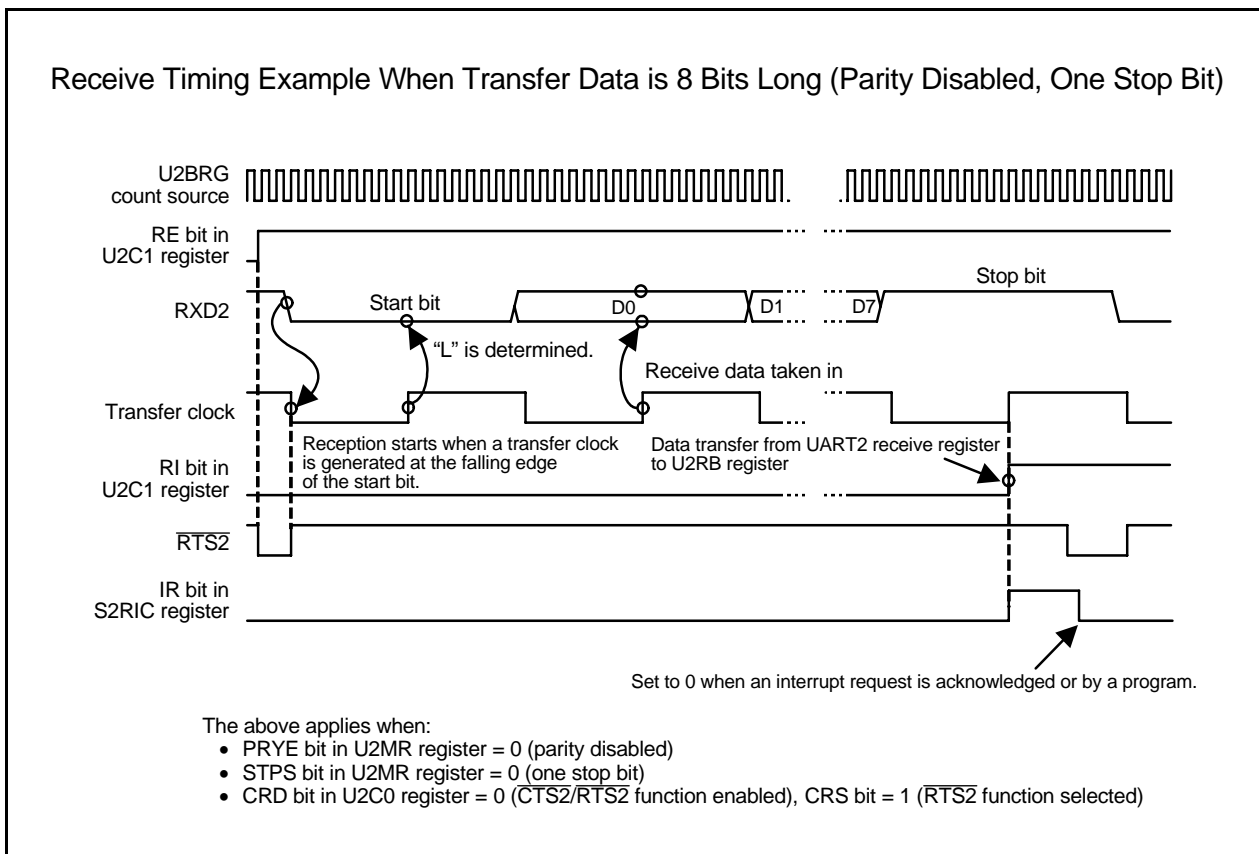 Receive Timing Example When Transfer Data is 8 Bits Long (Parity Disabled, One Stop Bit)
U2BRG
count source
RE bit in
U2C1 register
RXD2
Start bit
D0
D1
D7
Stop bit
"L" is determined.
Receive data taken in
Transfer clock
Reception starts when a transfer clock
is generated at the falling edge
of the start bit.
Data transfer from UART2 receive register
to U2RB register
RI bit in
U2C1 register
RTS2
IR bit in
S2RIC register
Set to 0 when an interrupt request is acknowledged or by a program.
The above applies when:
• PRYE bit in U2MR register = 0 (parity disabled)
• STPS bit in U2MR register = 0 (one stop bit)
• CRD bit in U2C0 register = 0 (CTS2/RTS2 function enabled), CRS bit = 1 (RTS2 function selected)